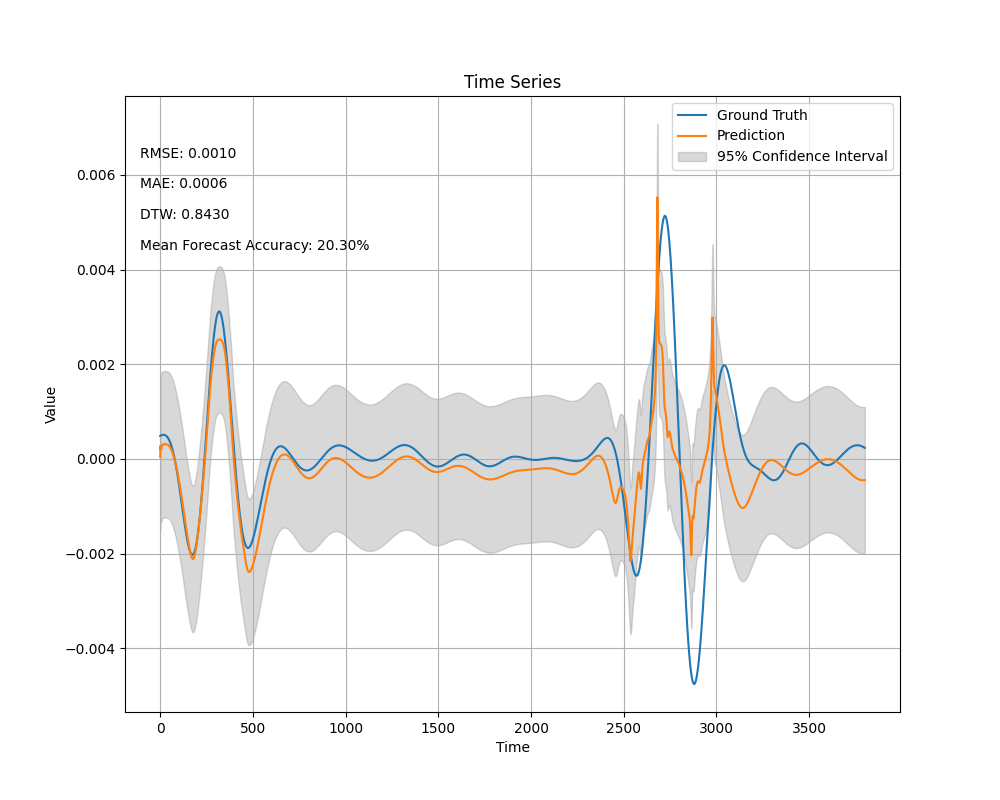 Time Series
Ground Truth
Prediction
95% Confidence Interval
RMSE: 0.0010
MAE: 0.0006
DTW: 0.8430
Mean Forecast Accuracy: 20.30%
0.006
0.004
0.002
0.000
−0.002
−0.004
Value
0 500 1000 1500 2000 2500 3000 3500
Time